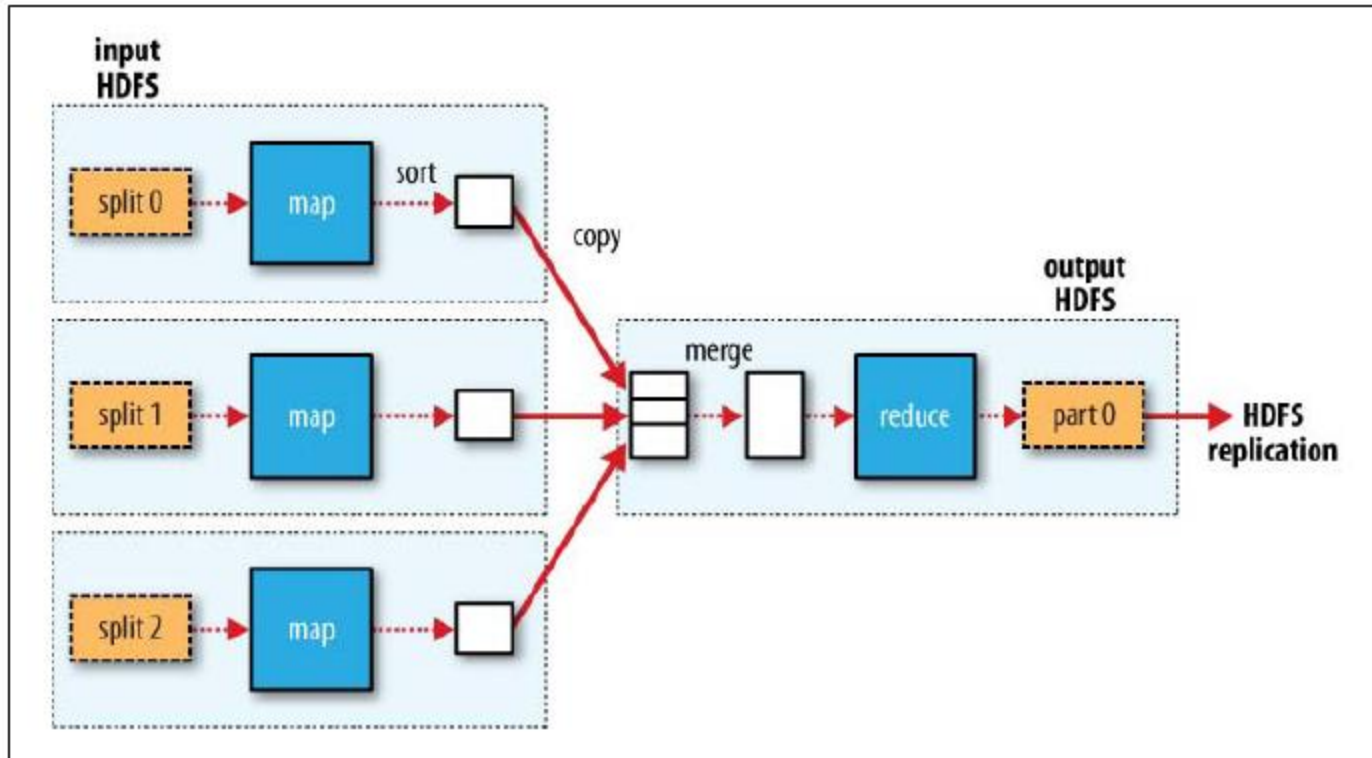 input
HDFS
split 0
map
sort
copy
split 1
map
split 2
map
merge
reduce
output
HDFS
part 0
HDFS
replication